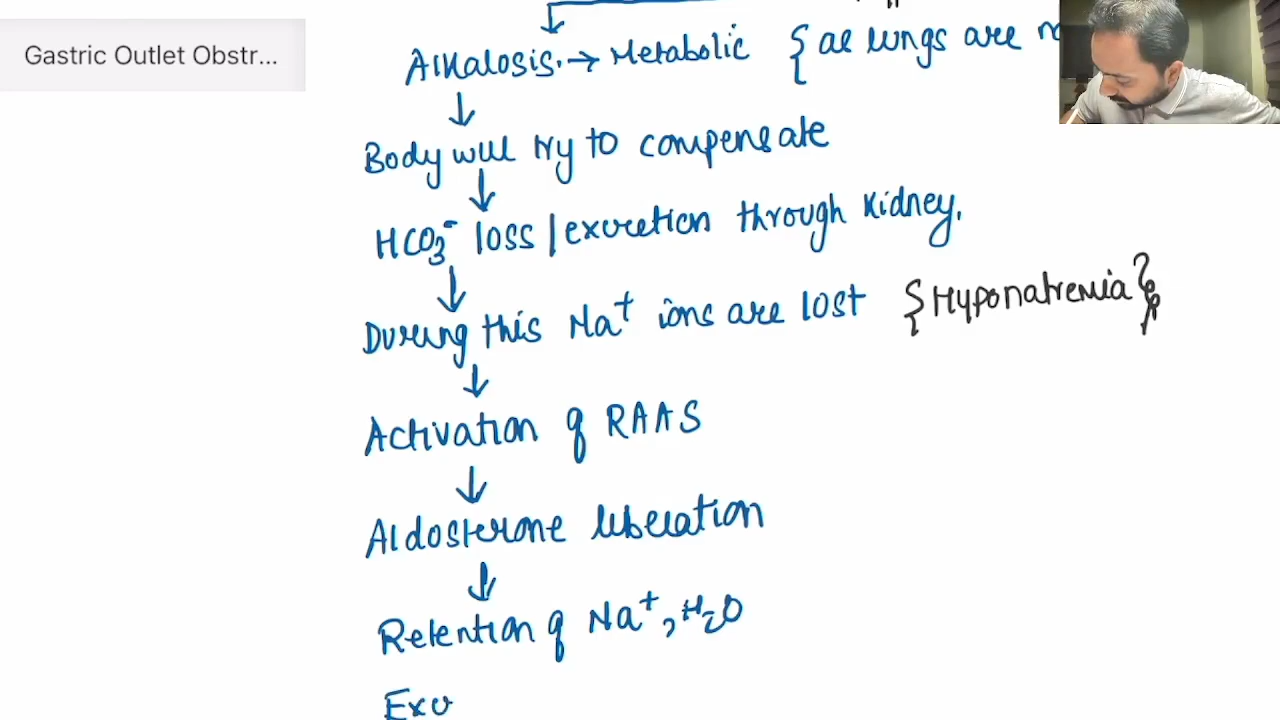 Gastric Outlet Obstr...
Alkalosis. → Metabolic { as lungs are
↓
Body will try to compensate
↓
HCO3⁻ loss / excretion through kidney.
↓
During this Na⁺ ions are lost { Hyponatremia }
↓
Activation of RAAS
↓
Aldosterone liberation
↓
Retention of Na⁺, H2O
Exc